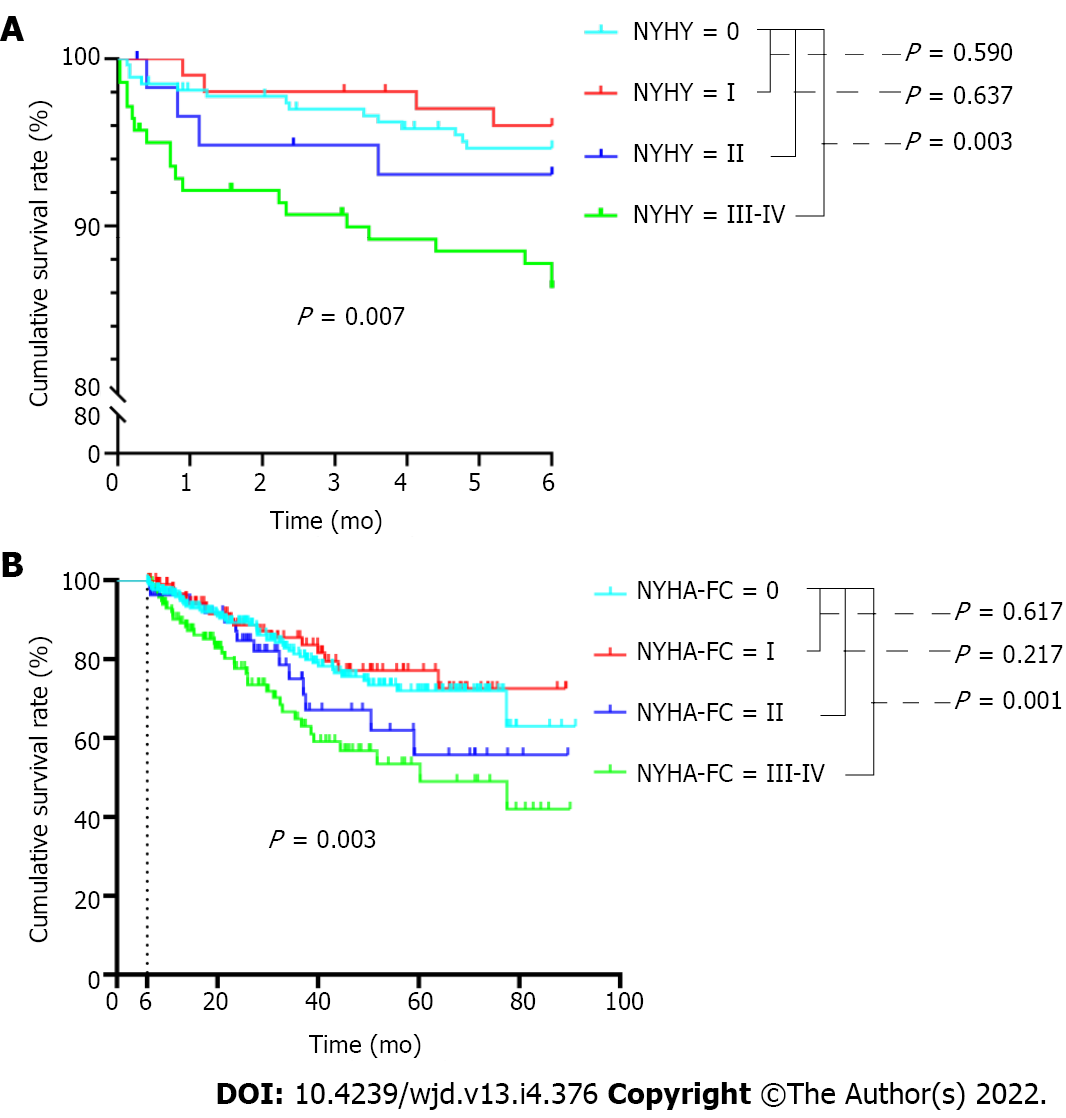 A
Cumulative survival rate (%)
100
90
80
80
0
0 1 2 3 4 5 6
Time (mo)
P = 0.007
NYHY = 0
NYHY = I
NYHY = II
NYHY = III-IV
P = 0.590
P = 0.637
P = 0.003
B
Cumulative survival rate (%)
100
80
60
40
20
0
0 6 20 40 60 80 100
Time (mo)
P = 0.003
NYHA-FC = 0
NYHA-FC = I
NYHA-FC = II
NYHA-FC = III-IV
P = 0.617
P = 0.217
P = 0.001
DOI: 10.4239/wjd.v13.i4.376 Copyright ©The Author(s) 2022.